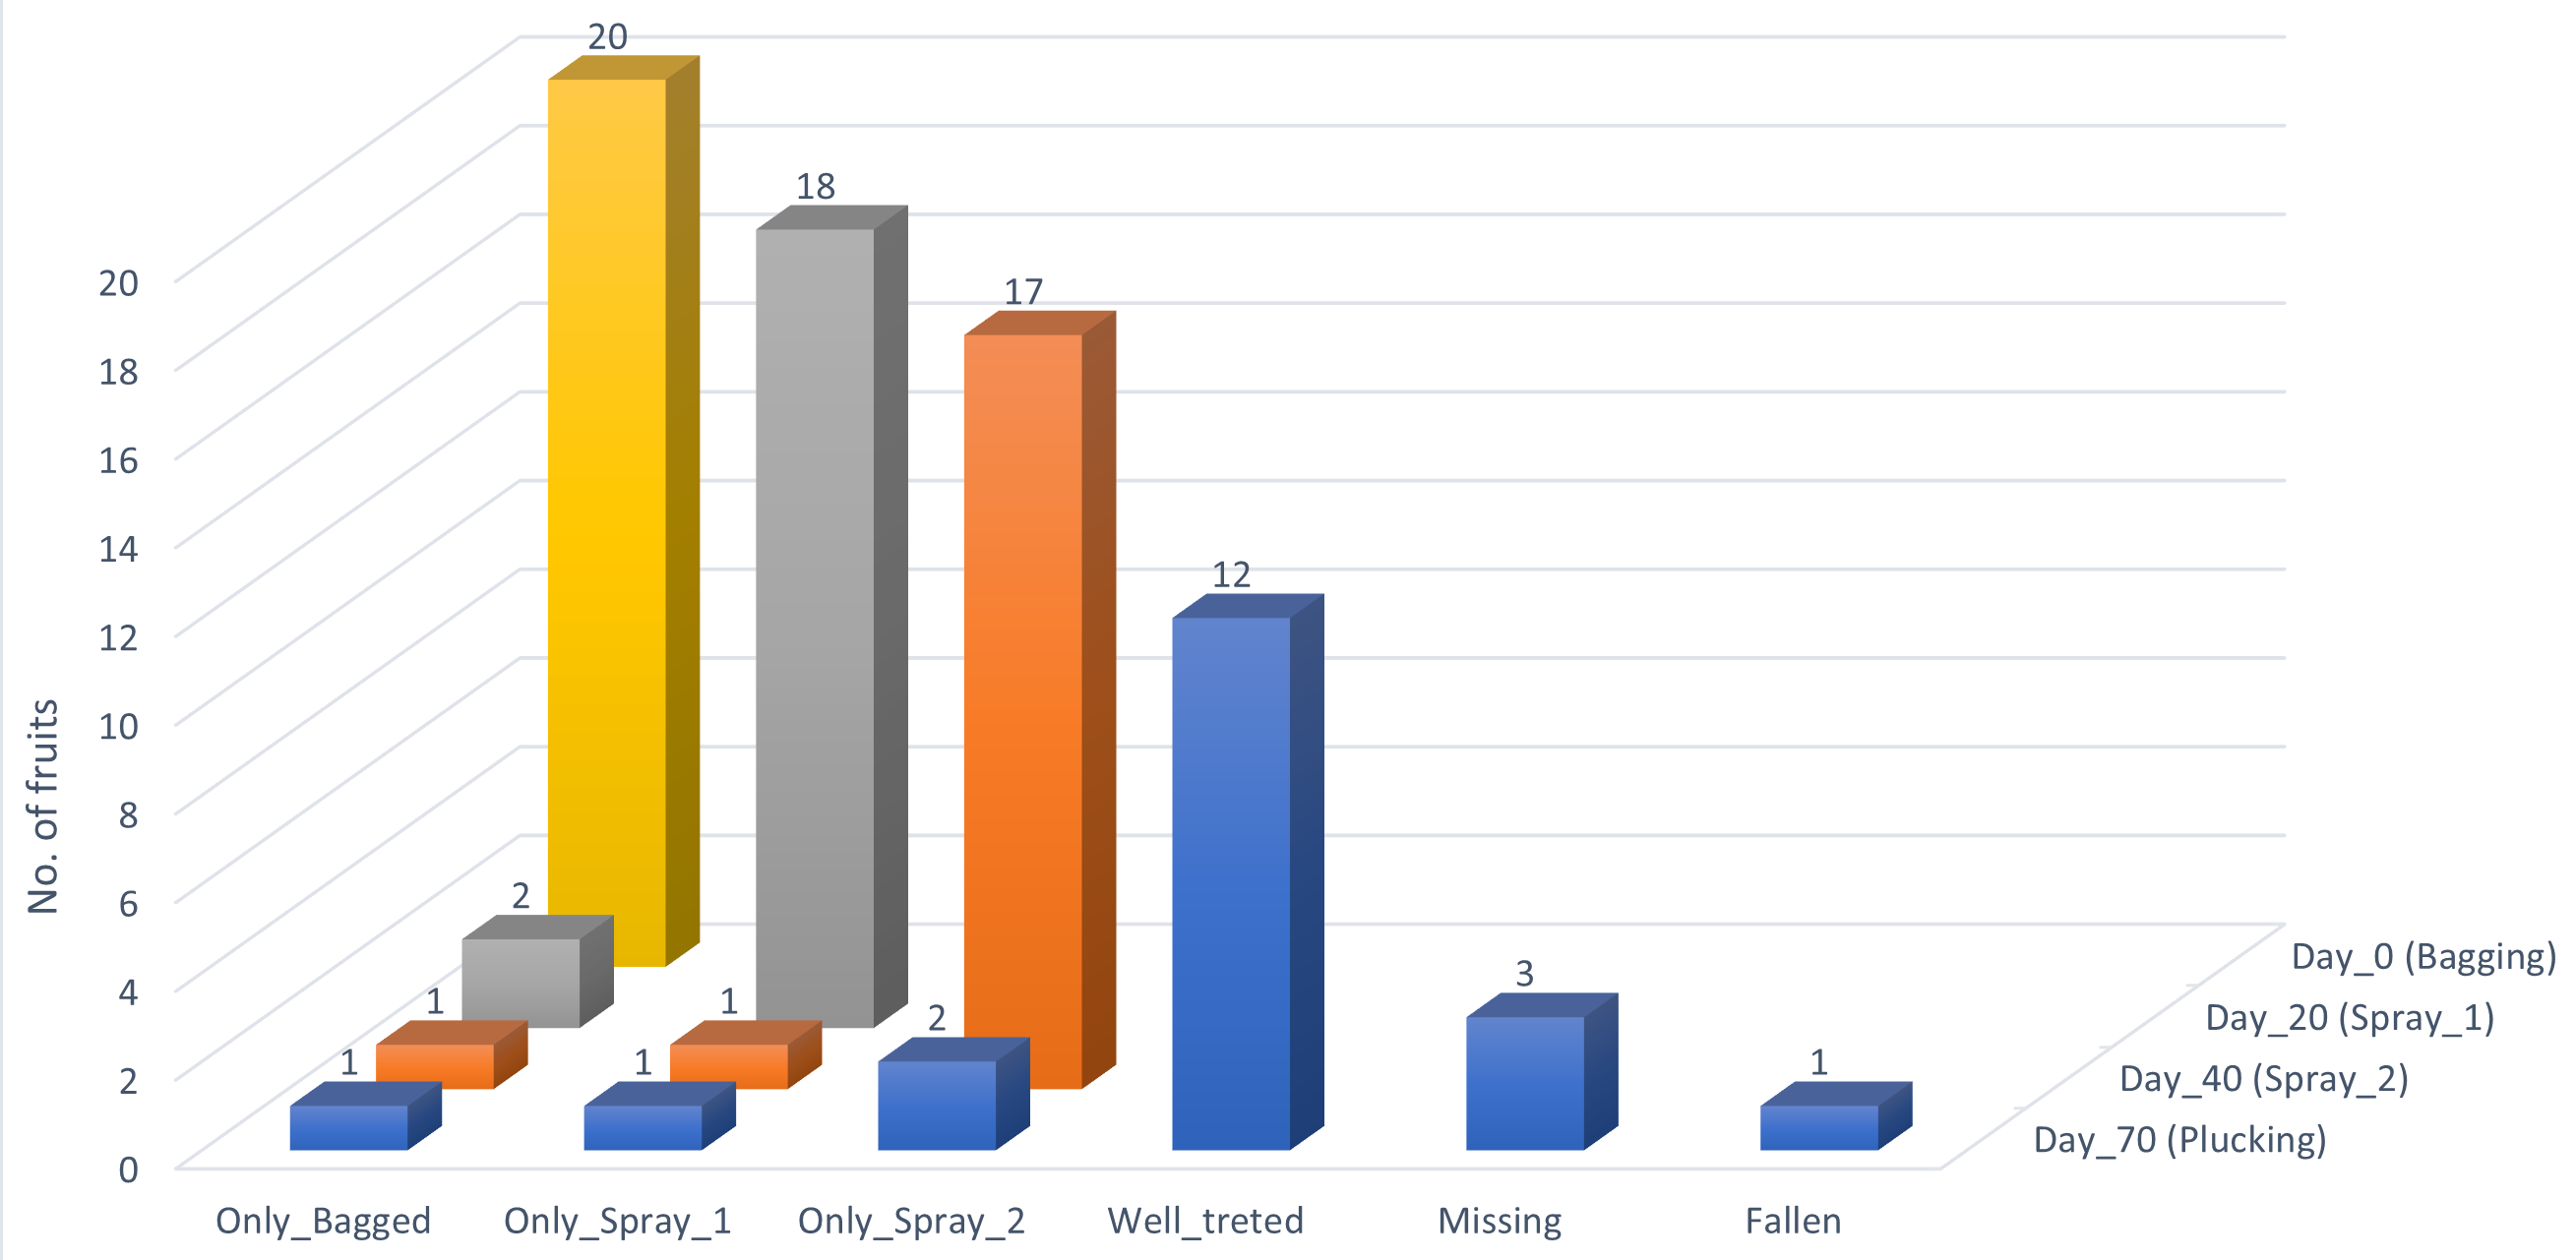 20
18
17
12
2
1
1
2
1
1
3
1
20
18
16
14
12
10
8
6
4
2
0
No. of fruits
Only_Bagged
Only_Spray_1
Only_Spray_2
Well_treted
Missing
Fallen
Day_0 (Bagging)
Day_20 (Spray_1)
Day_40 (Spray_2)
Day_70 (Plucking)